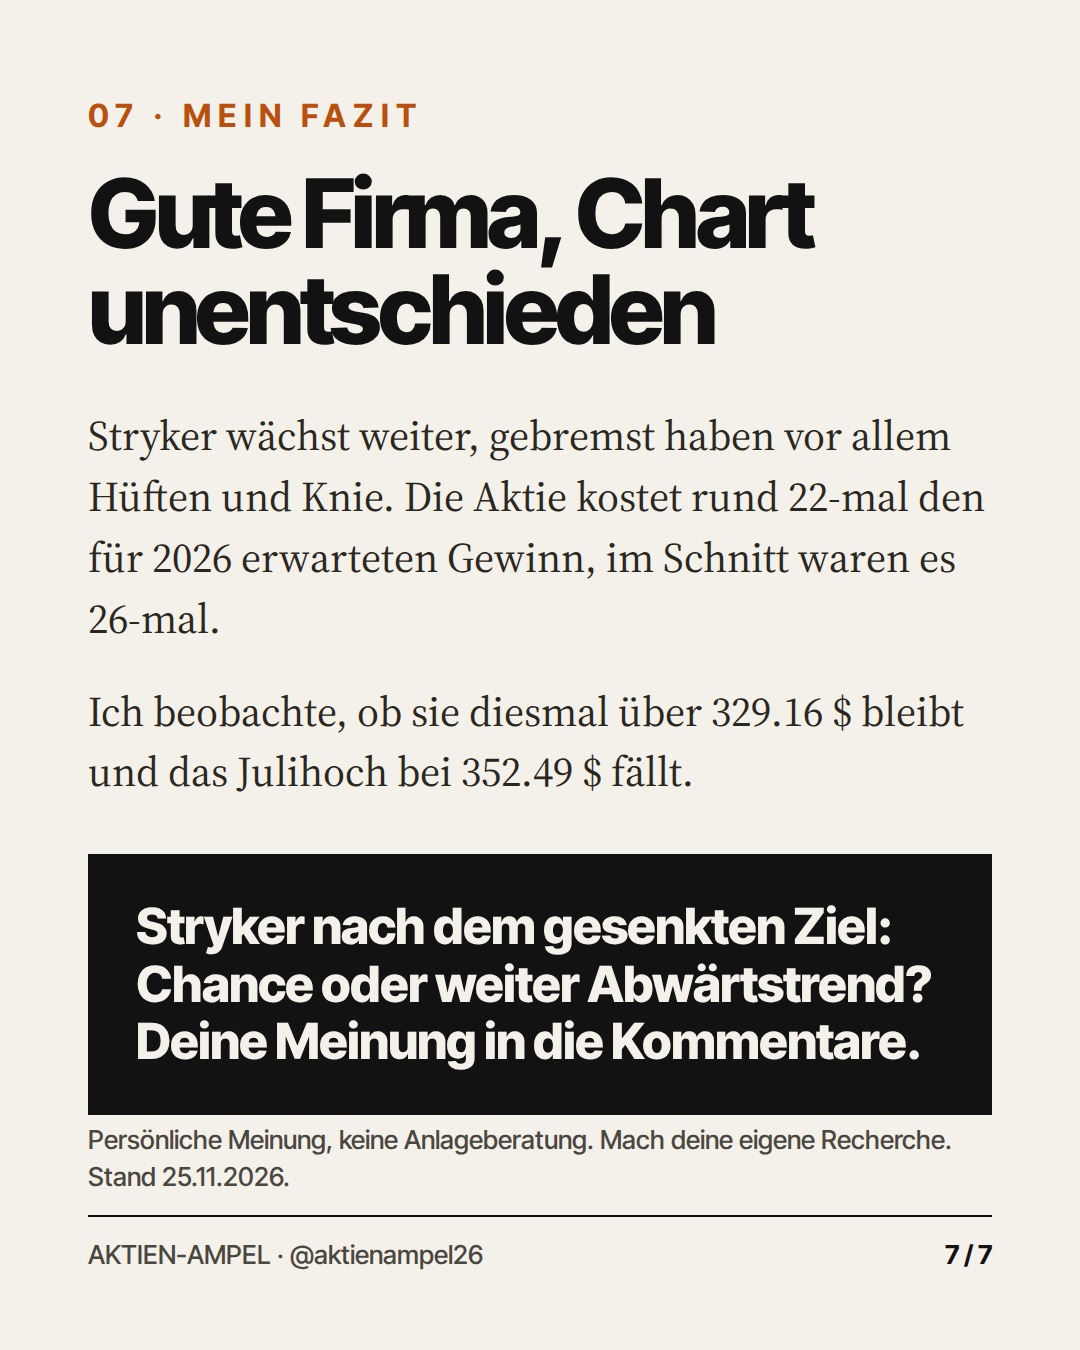 07 · MEIN FAZIT
Gute Firma, Chart
unentschieden
Stryker wächst weiter, gebremst haben vor allem
Hüften und Knie. Die Aktie kostet rund 22-mal den
für 2026 erwarteten Gewinn, im Schnitt waren es
26-mal.
Ich beobachte, ob sie diesmal über 329.16 $ bleibt
und das Julihoch bei 352.49 $ fällt.
Stryker nach dem gesenkten Ziel:
Chance oder weiter Abwärtstrend?
Deine Meinung in die Kommentare.
Persönliche Meinung, keine Anlageberatung. Mach deine eigene Recherche.
Stand 25.11.2026.
AKTIEN-AMPEL · @aktienampel26
7/7